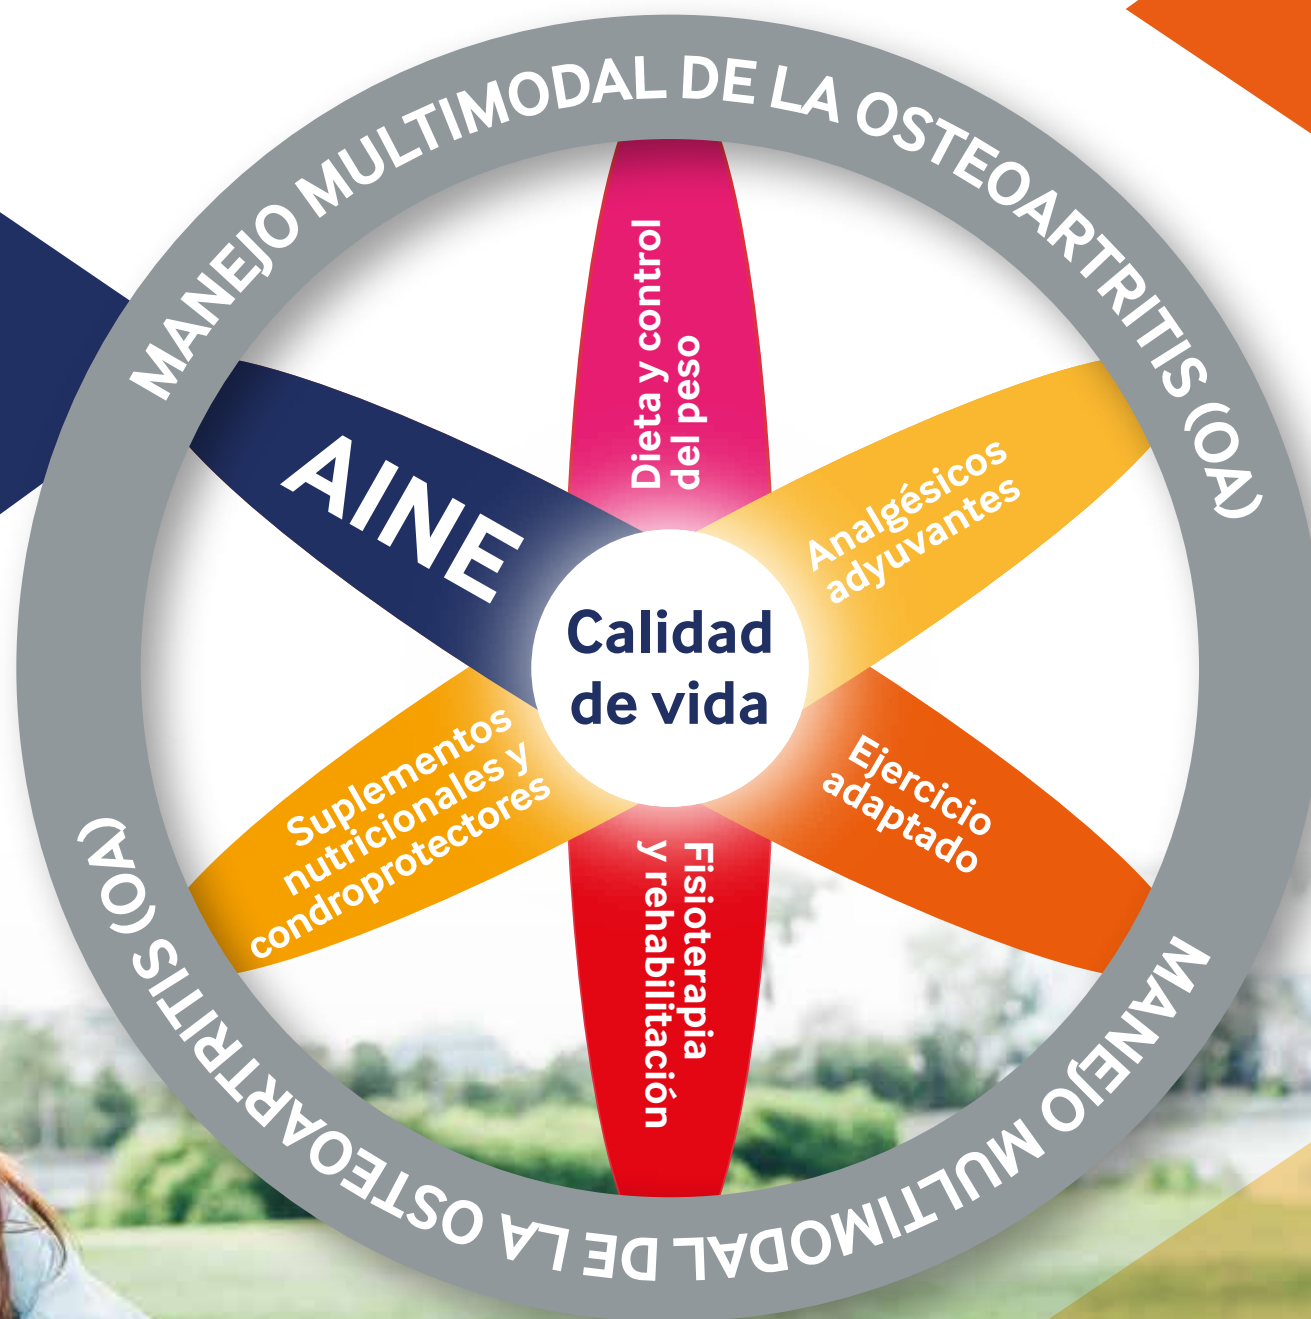 MANEJO MULTIMODAL DE LA OSTEOARTRITIS (OA)
Dieta y control
del peso
Analgésicos
adyuvantes
Ejercicio
adaptado
Fisioterapia
y rehabilitación
Suplementos
nutricionales y
condroprotectores
AINE
Calidad
de vida
MANEJO MULTIMODAL DE LA OSTEOARTRITIS (OA)